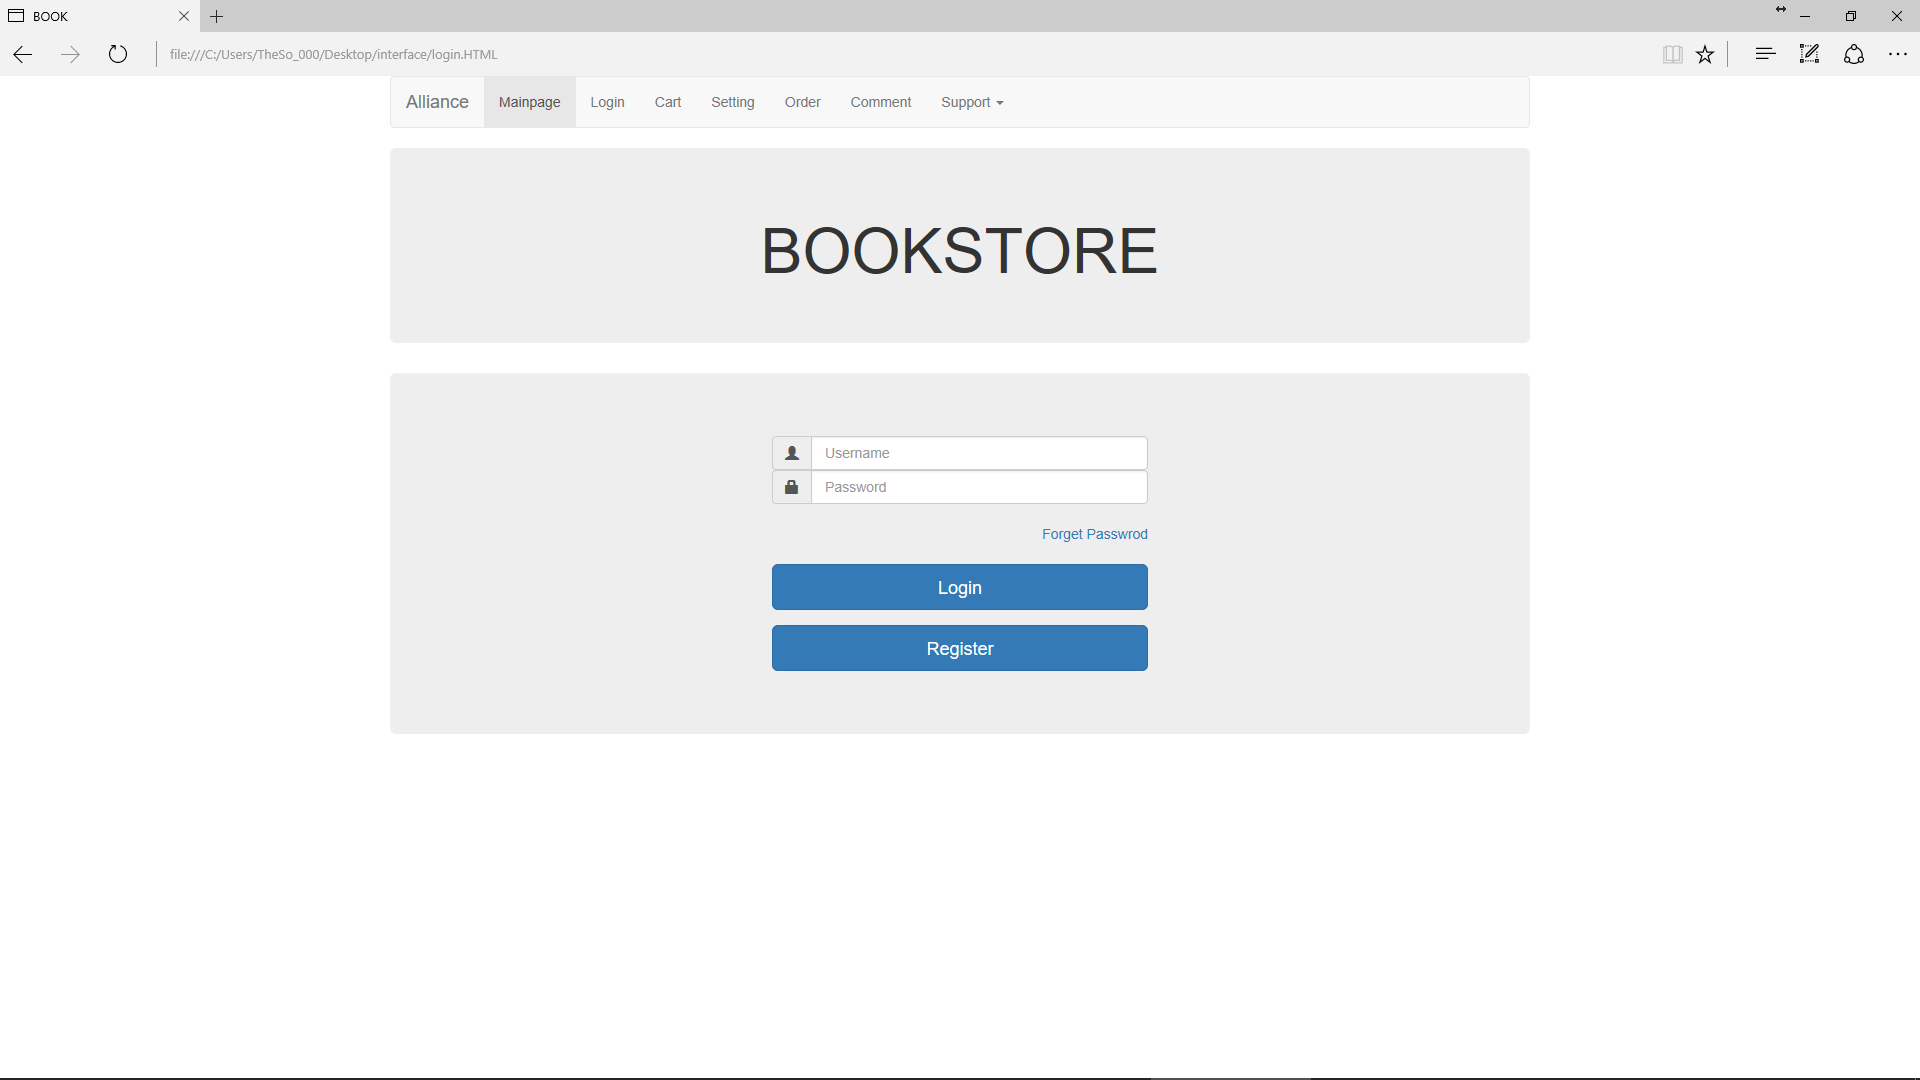 BOOK
file:///C:/Users/TheSo_000/Desktop/interface/login.HTML
Alliance Mainpage Login Cart Setting Order Comment Support
BOOKSTORE
Username
Password
Forget Passwrod
Login
Register